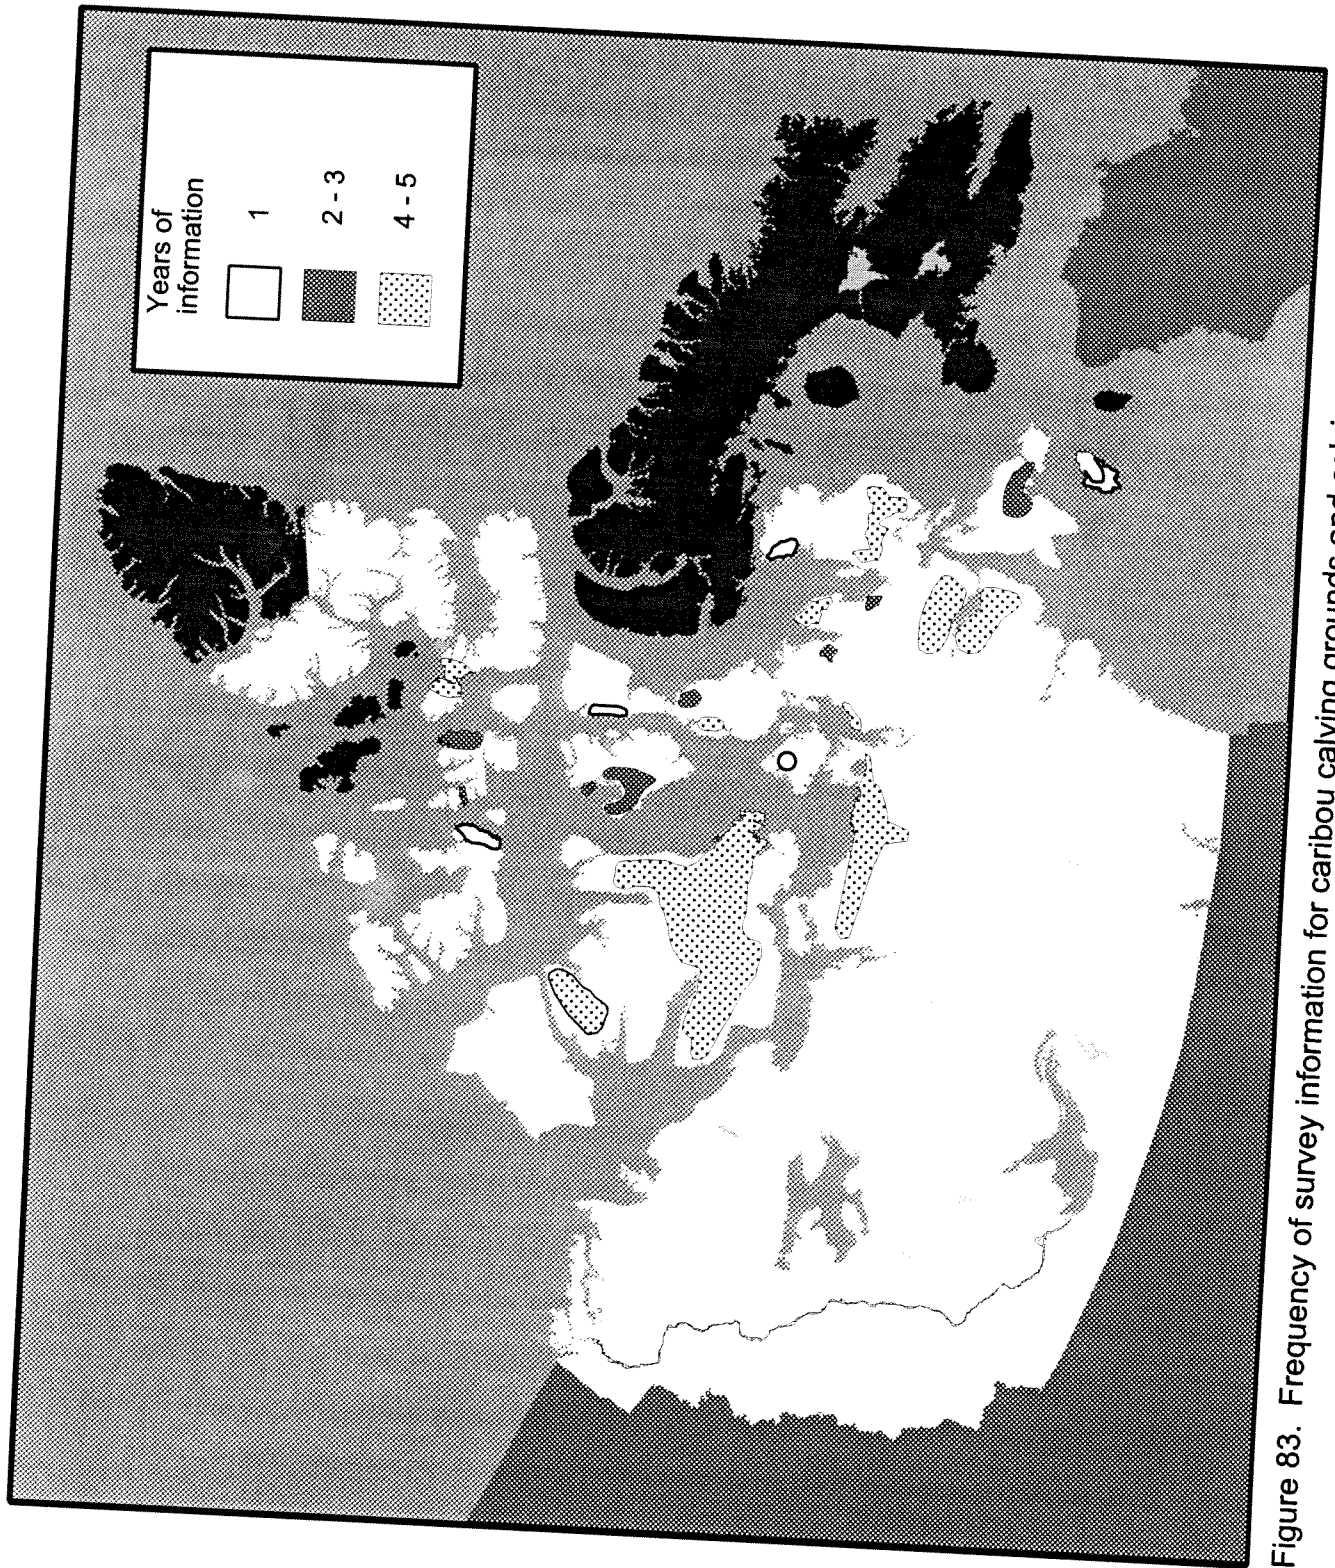 Years of
information
1
2 - 3
4 - 5
Figure 83. Frequency of survey information for caribou calving grounds and